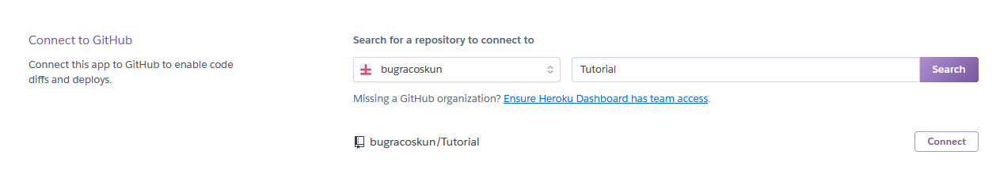 Connect to GitHub
Connect this app to GitHub to enable code
diffs and deploys.
Search for a repository to connect to
bugracoskun
Tutorial
Search
Missing a GitHub organization? Ensure Heroku Dashboard has team access.
bugracoskun/Tutorial
Connect